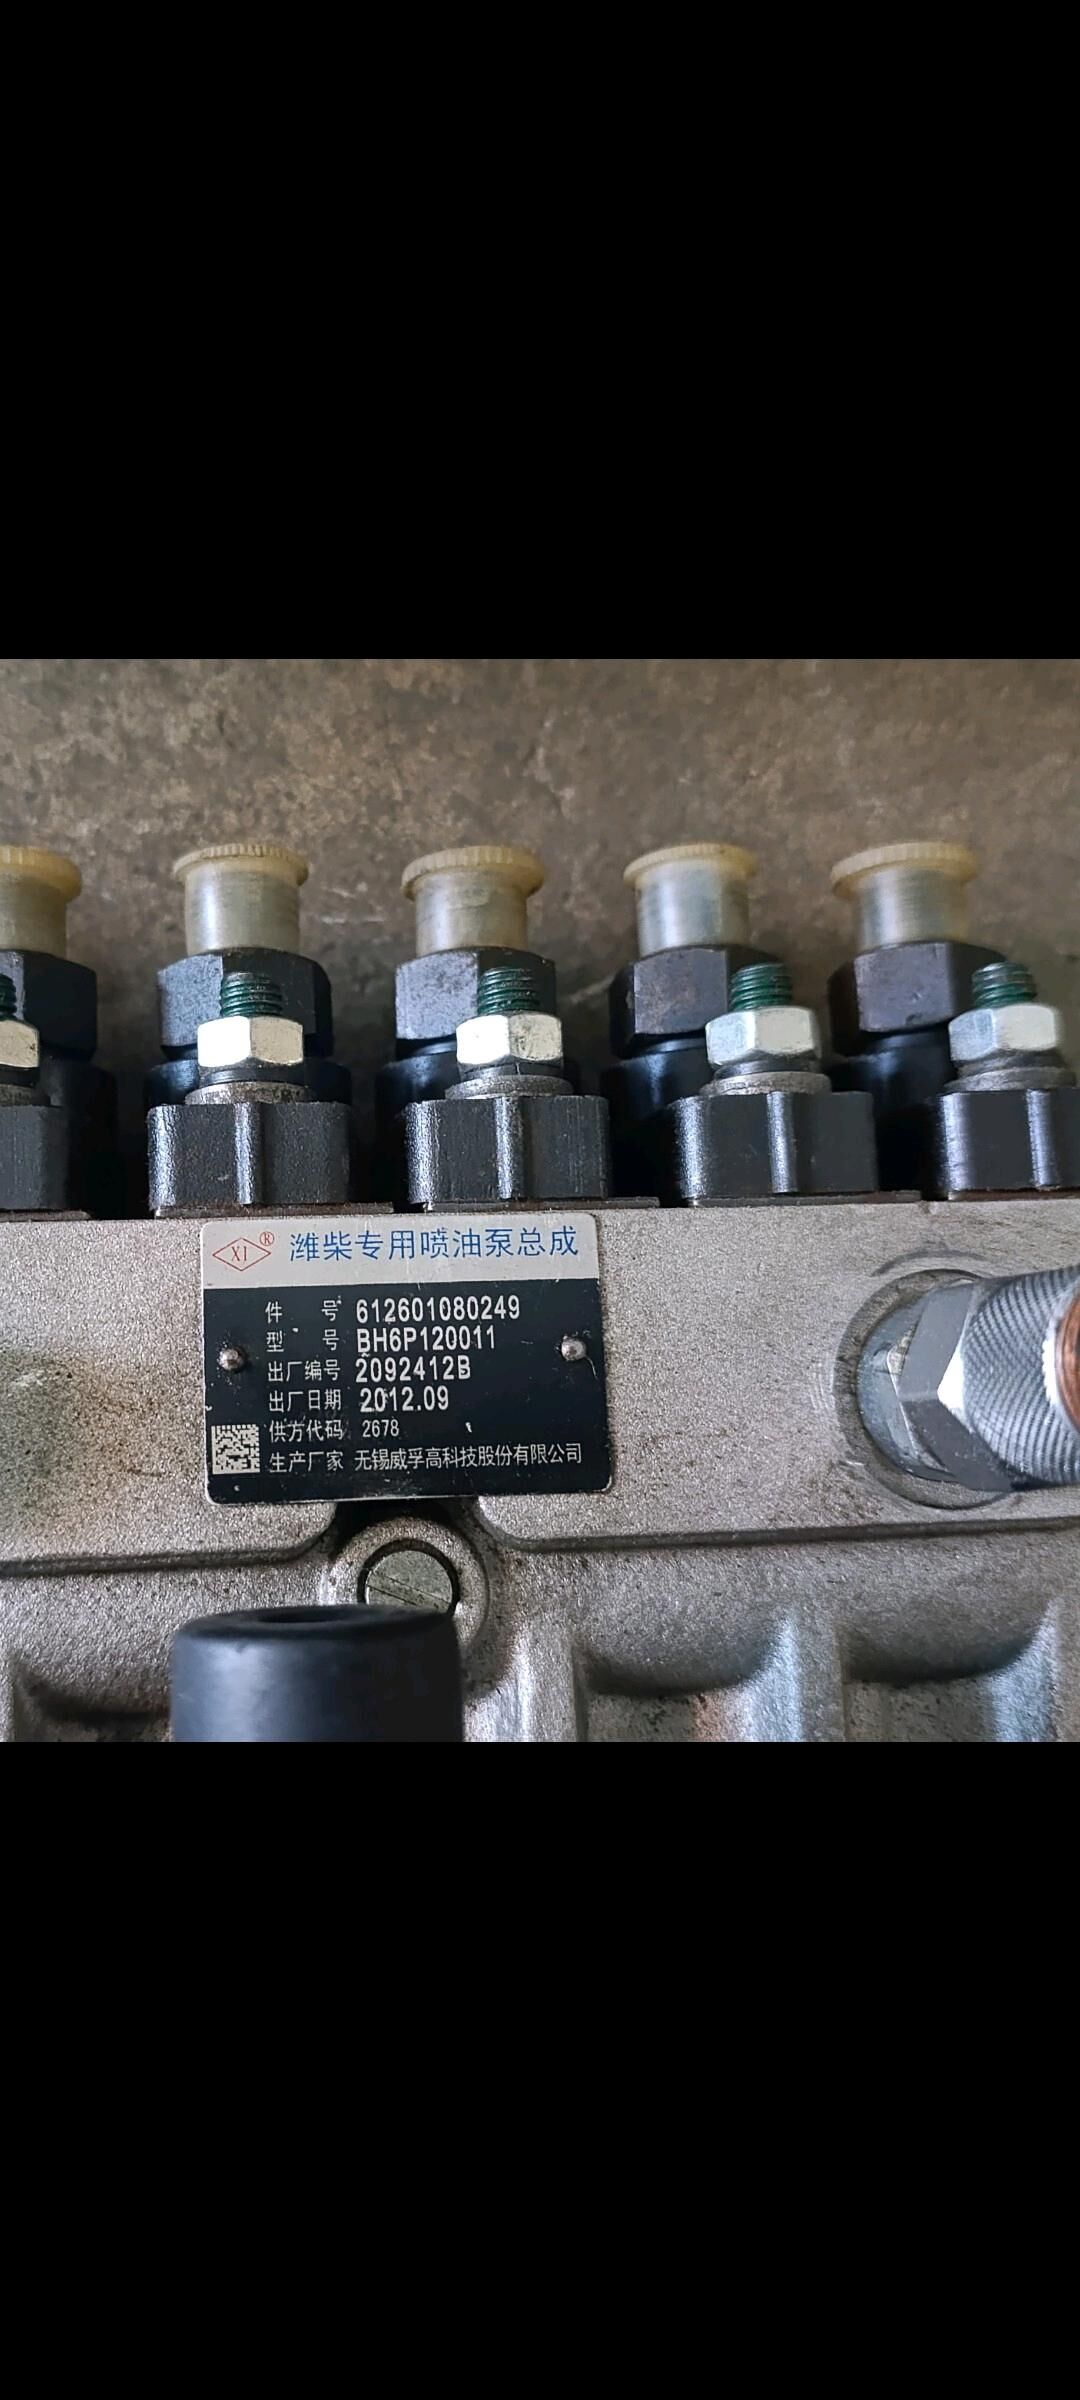 XI® 潍柴专用喷油泵总成
件 号 612601080249
型 号 BH6P120011
出厂编号 2092412B
出厂日期 2012.09
供方代码 2678
生产厂家 无锡威孚高科技股份有限公司